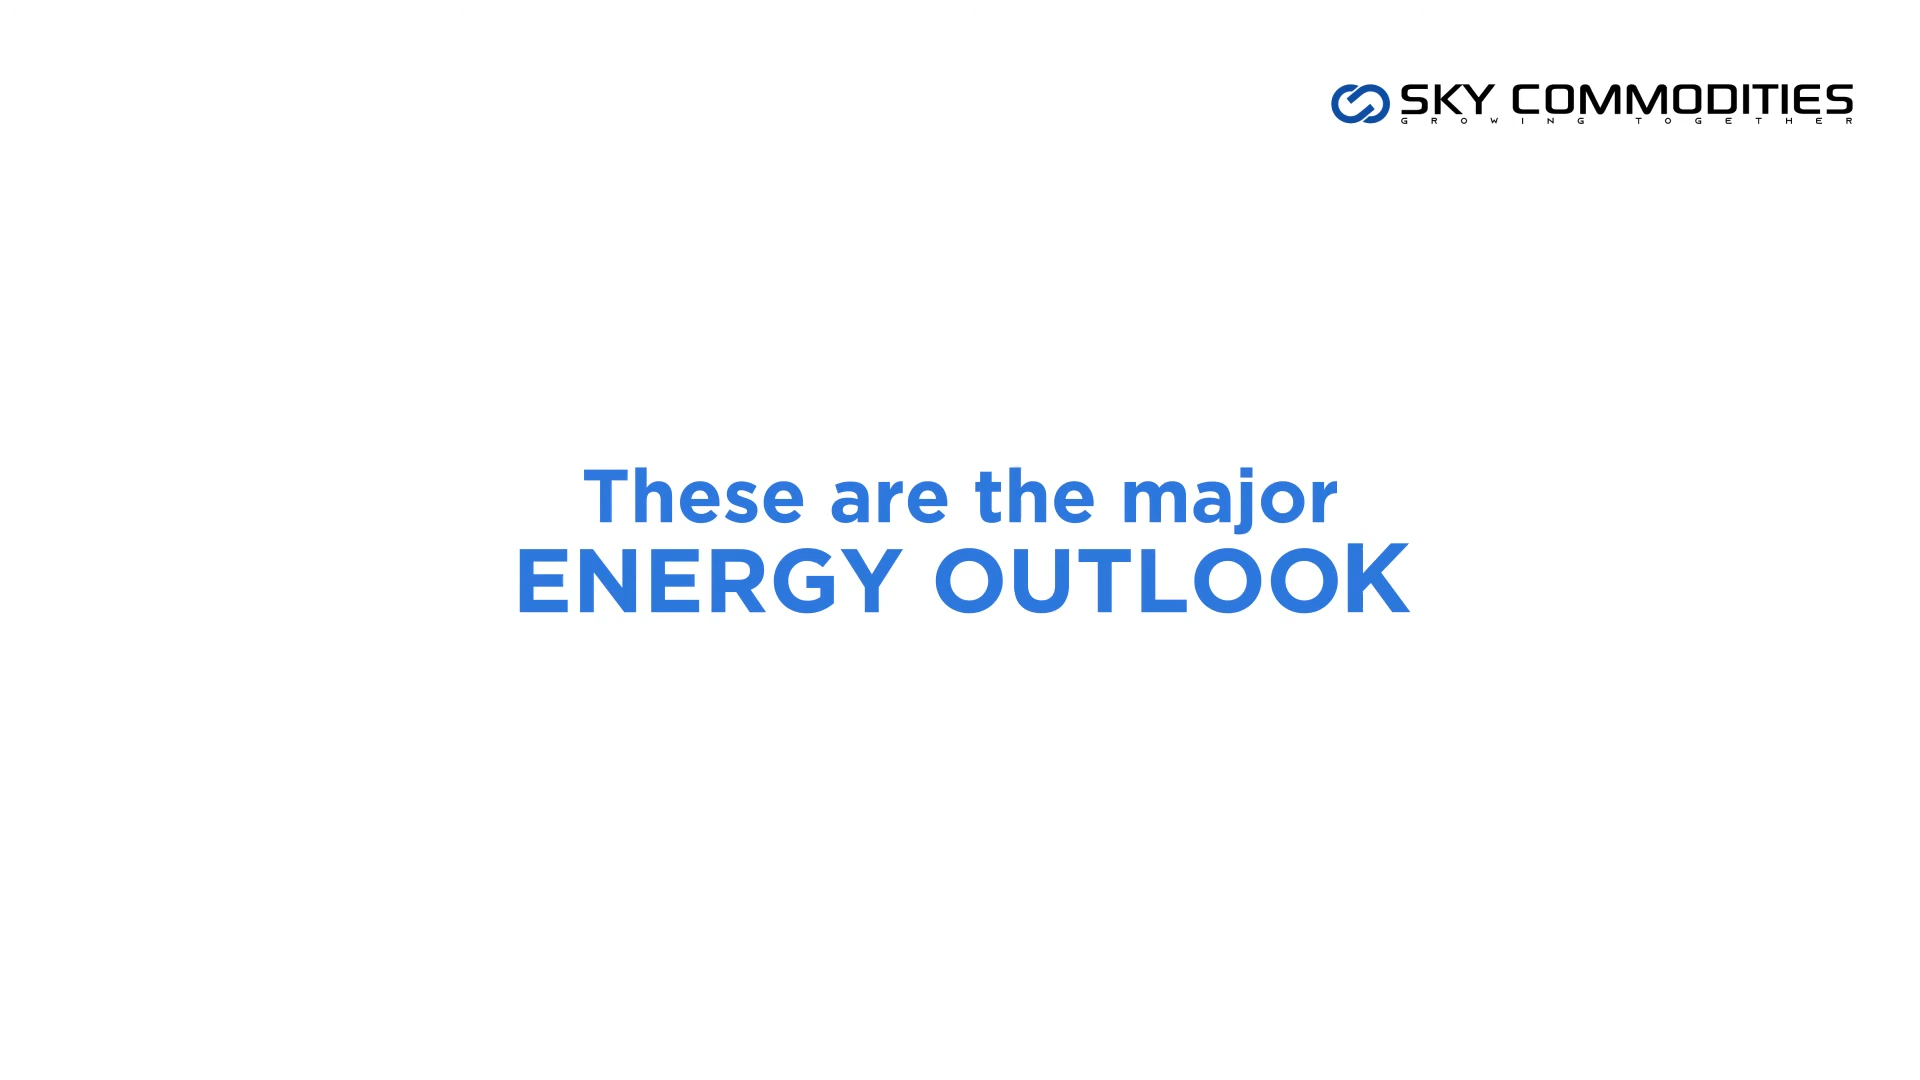 SKY COMMODITIES
GROWING TOGETHER
These are the major
ENERGY OUTLOOK